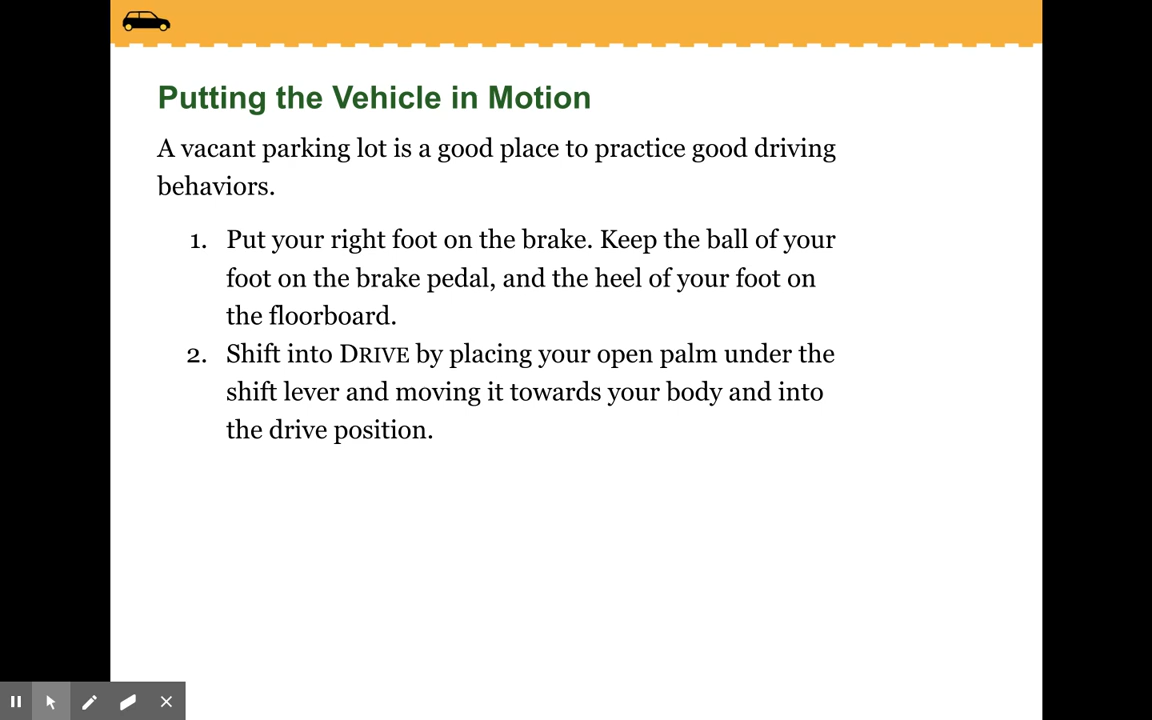 Putting the Vehicle in Motion
A vacant parking lot is a good place to practice good driving
behaviors.
1. Put your right foot on the brake. Keep the ball of your
foot on the brake pedal, and the heel of your foot on
the floorboard.
2. Shift into DRIVE by placing your open palm under the
shift lever and moving it towards your body and into
the drive position.